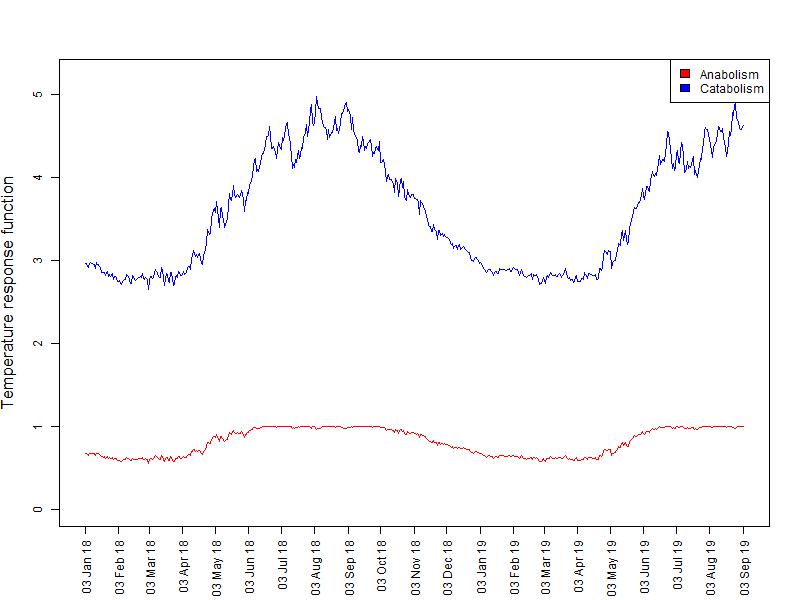 Anabolism
Catabolism
Temperature response function
5
4
3
2
1
0
03 Jan 18
03 Feb 18
03 Mar 18
03 Apr 18
03 May 18
03 Jun 18
03 Jul 18
03 Aug 18
03 Sep 18
03 Oct 18
03 Nov 18
03 Dec 18
03 Jan 19
03 Feb 19
03 Mar 19
03 Apr 19
03 May 19
03 Jun 19
03 Jul 19
03 Aug 19
03 Sep 19